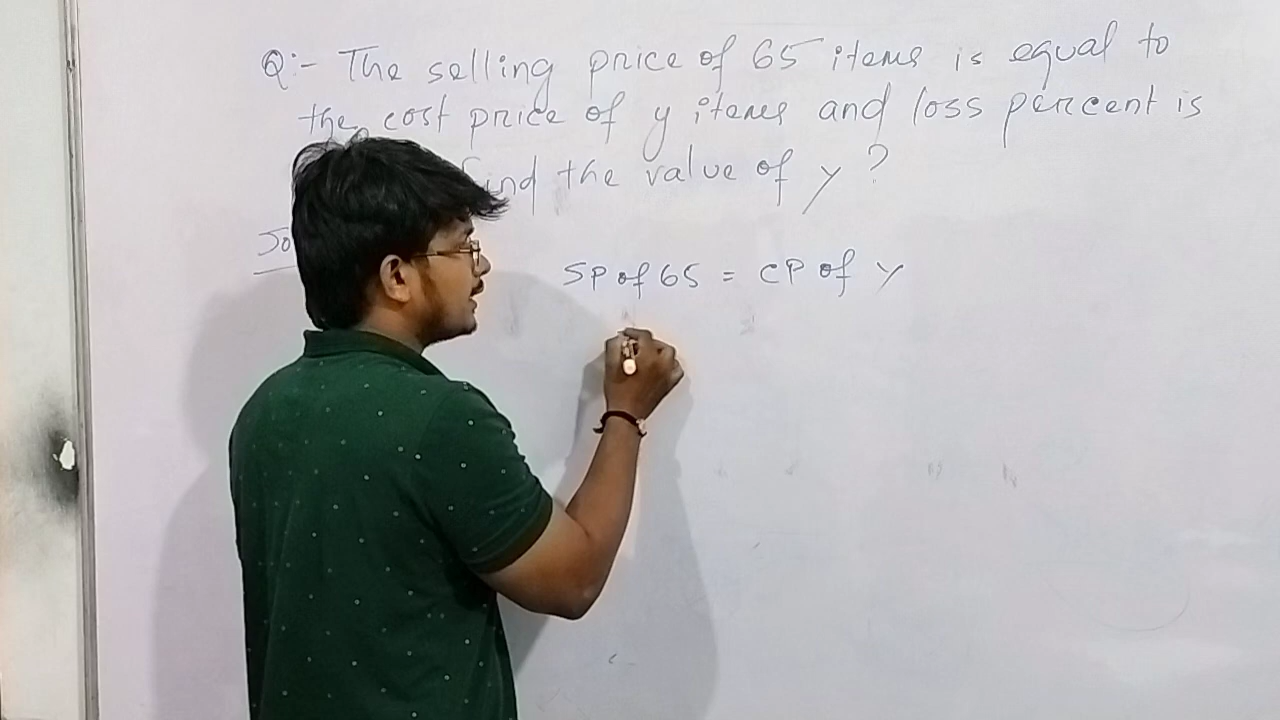 Q:- The selling price of 65 items is equal to
the cost price of y items and loss percent is
find the value of y ?
So
SP of 65 = CP of y